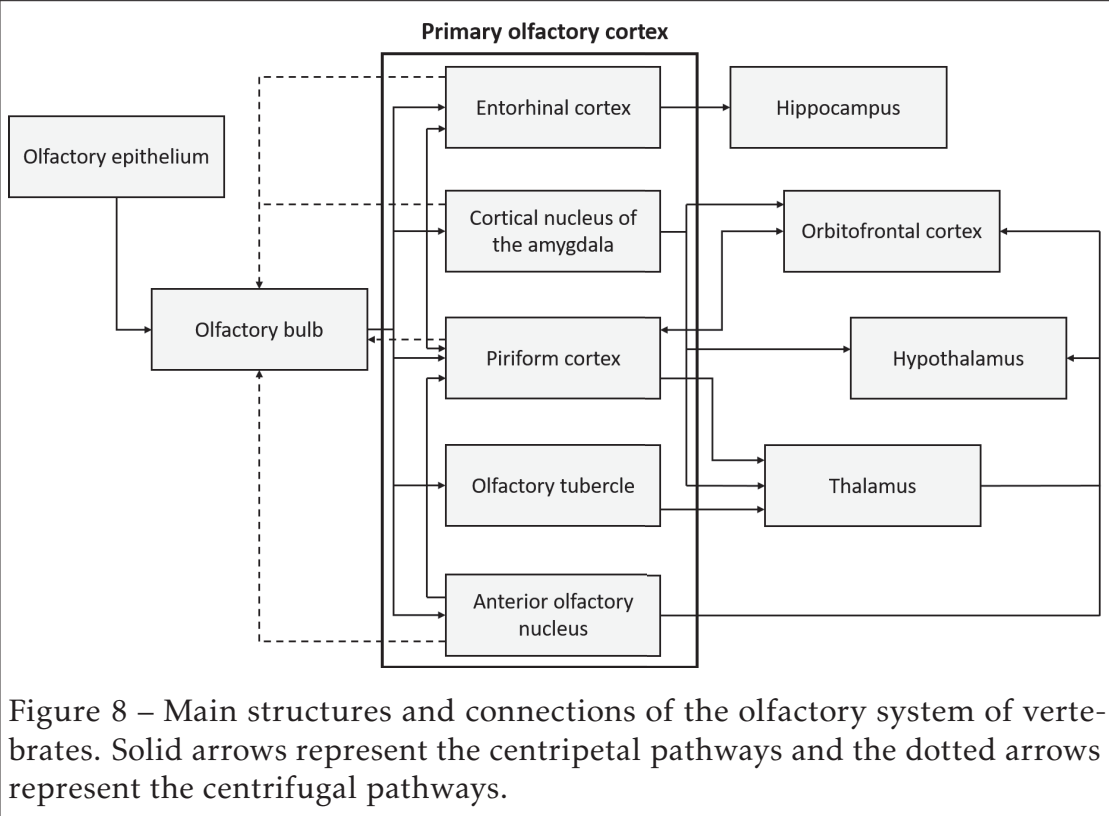 Primary olfactory cortex
Entorhinal cortex
Hippocampus
Olfactory epithelium
Cortical nucleus of
the amygdala
Orbitofrontal cortex
Olfactory bulb
Piriform cortex
Hypothalamus
Olfactory tubercle
Thalamus
Anterior olfactory
nucleus
Figure 8 – Main structures and connections of the olfactory system of verte-
brates. Solid arrows represent the centripetal pathways and the dotted arrows
represent the centrifugal pathways.